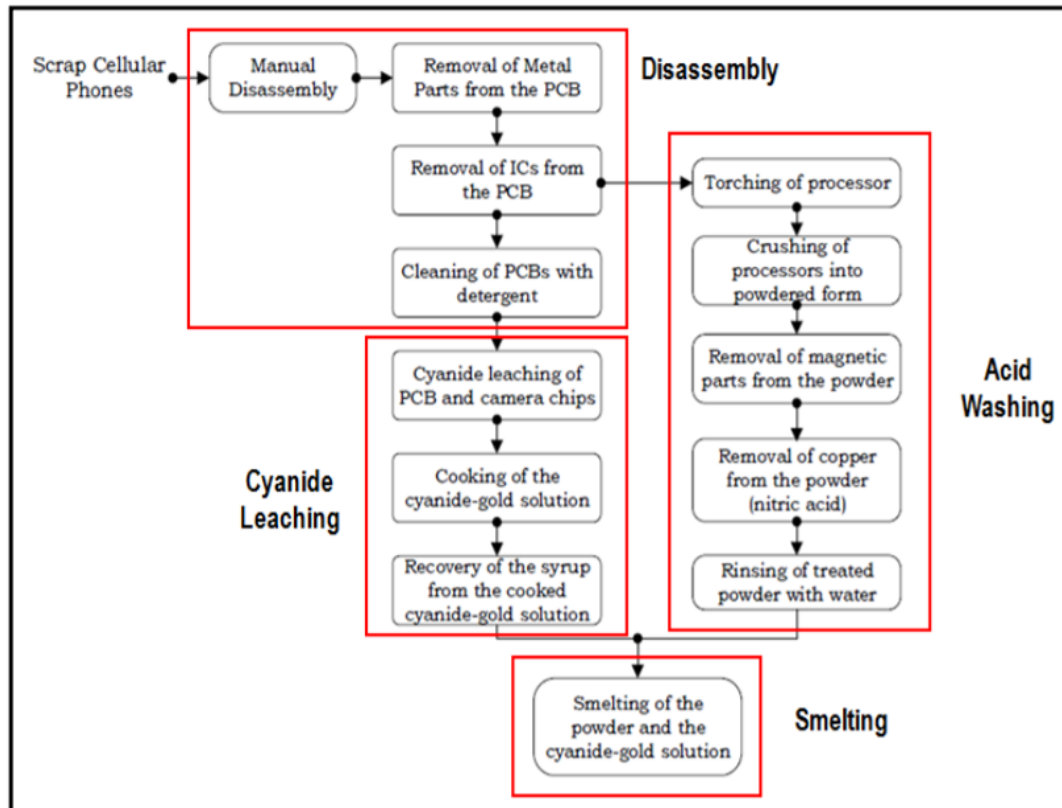 Scrap Cellular
Phones
Manual
Disassembly
Removal of Metal
Parts from the PCB
Disassembly
Removal of ICs from
the PCB
Cleaning of PCBs with
detergent
Torching of processor
Crushing of
processors into
powdered form
Removal of magnetic
parts from the powder
Removal of copper
from the powder
(nitric acid)
Rinsing of treated
powder with water
Acid
Washing
Cyanide leaching of
PCB and camera chips
Cooking of the
cyanide-gold solution
Recovery of the syrup
from the cooked
cyanide-gold solution
Cyanide
Leaching
Smelting of the
powder and the
cyanide-gold solution
Smelting